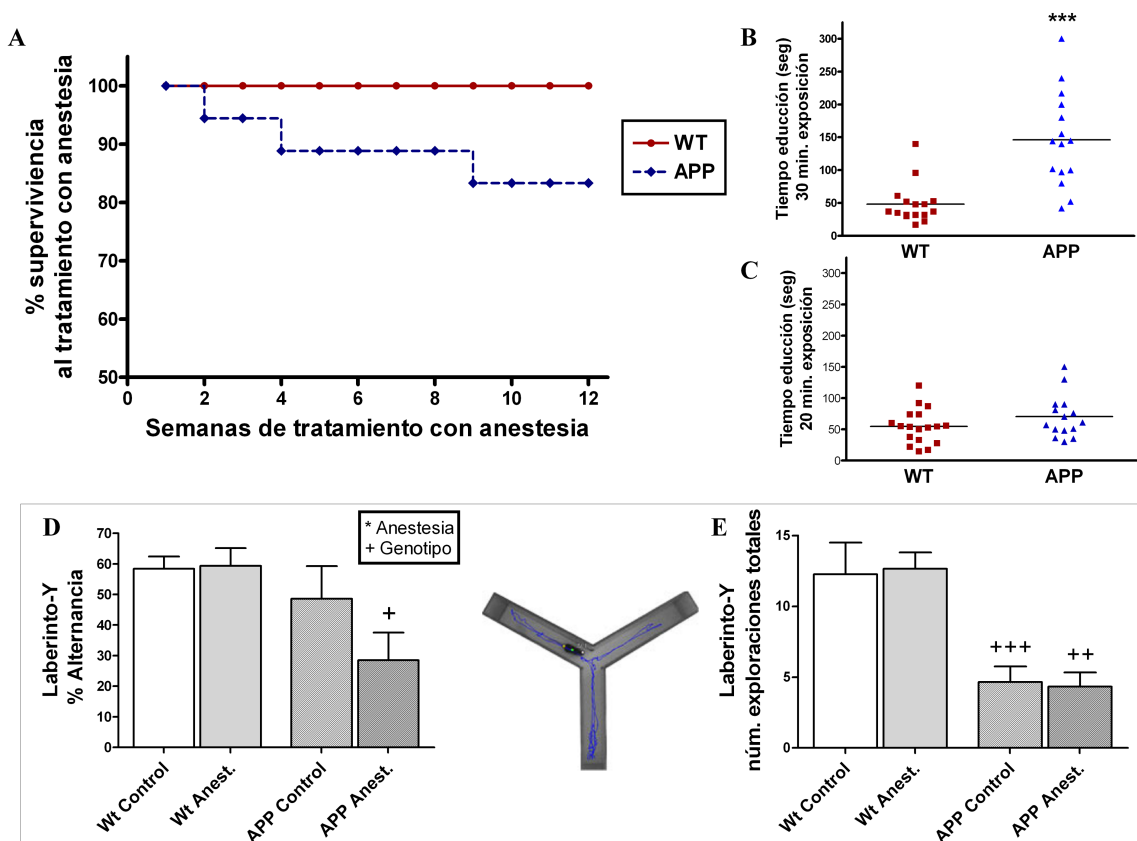 A
% superviviencia
al tratamiento con anestesia
100
90
80
70
60
50
0
2
4
6
8
10
12
Semanas de tratamiento con anestesia
WT
APP
B
Tiempo educción (seg)
30 min. exposición
300
250
200
150
100
50
0
***
WT
APP
C
Tiempo educción (seg)
20 min. exposición
300
250
200
150
100
50
0
WT
APP
D
Laberinto-Y
% Alternancia
70
60
50
40
30
20
10
0
* Anestesia
+ Genotipo
+
Wt Control
Wt Anest.
APP Control
APP Anest.
E
Laberinto-Y
núm. exploraciones totales
15
10
5
0
+++
++
Wt Control
Wt Anest.
APP Control
APP Anest.